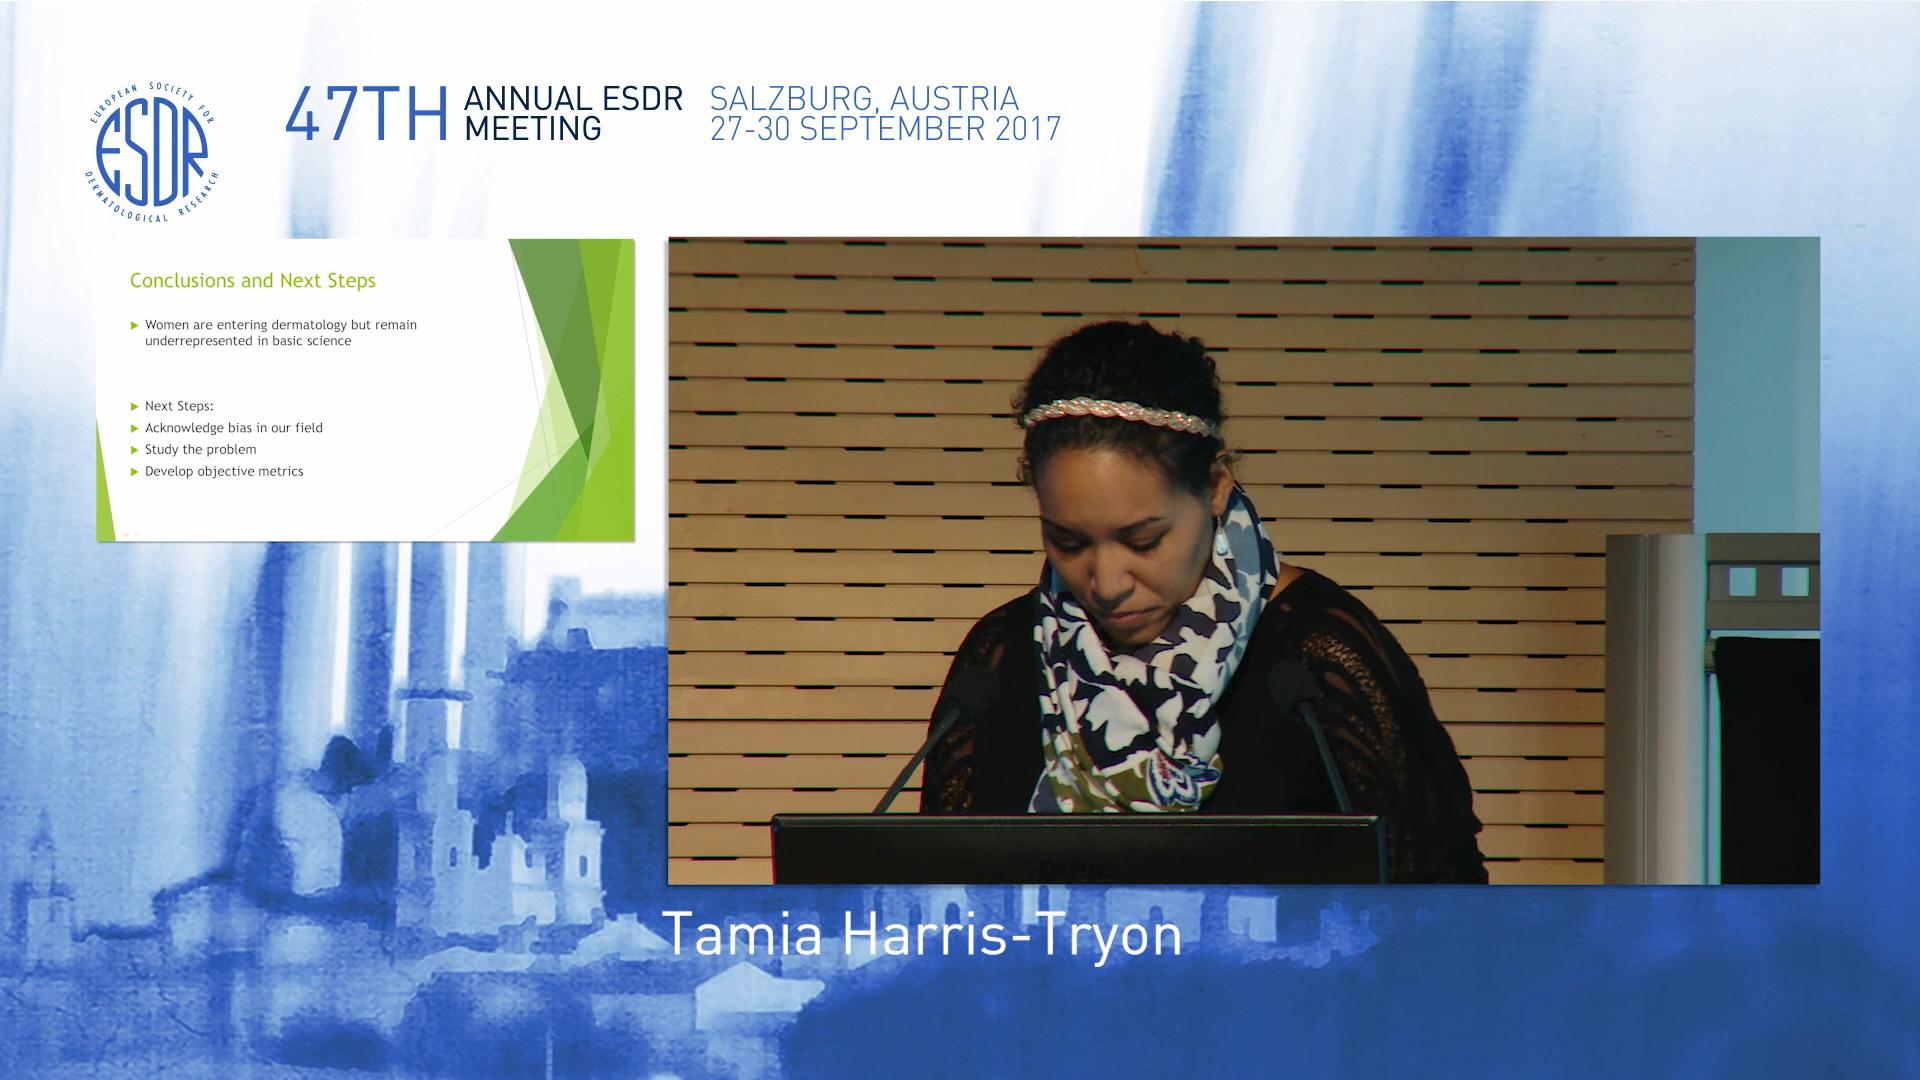 EUROPEAN SOCIETY FOR
ESDR
DERMATOLOGICAL RESEARCH
47TH ANNUAL ESDR MEETING
SALZBURG, AUSTRIA
27-30 SEPTEMBER 2017
Conclusions and Next Steps
Women are entering dermatology but remain
underrepresented in basic science
Next Steps:
Acknowledge bias in our field
Study the problem
Develop objective metrics
Tamia Harris-Tryon